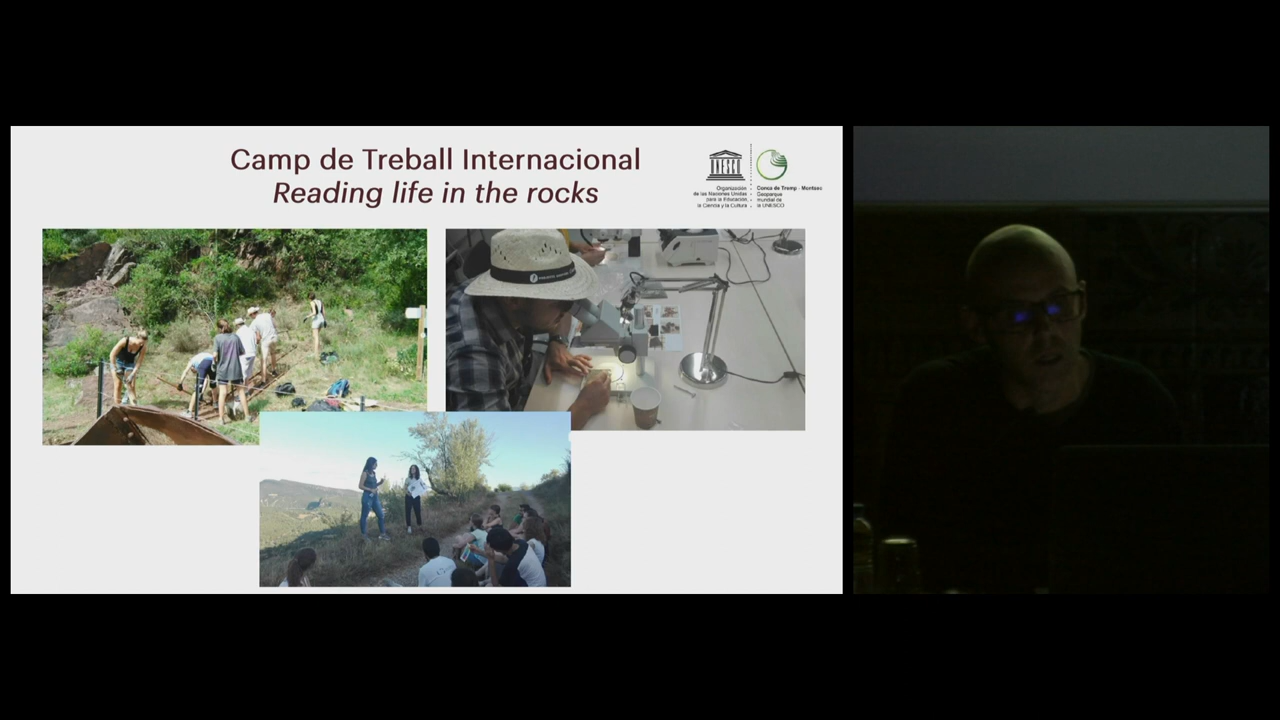 Camp de Treball Internacional
Reading life in the rocks
UNESCO
Organización
de las Naciones Unidas
para la Educación,
la Ciencia y la Cultura
Conca de Tremp - Montsec
Geoparque
mundial de
la UNESCO